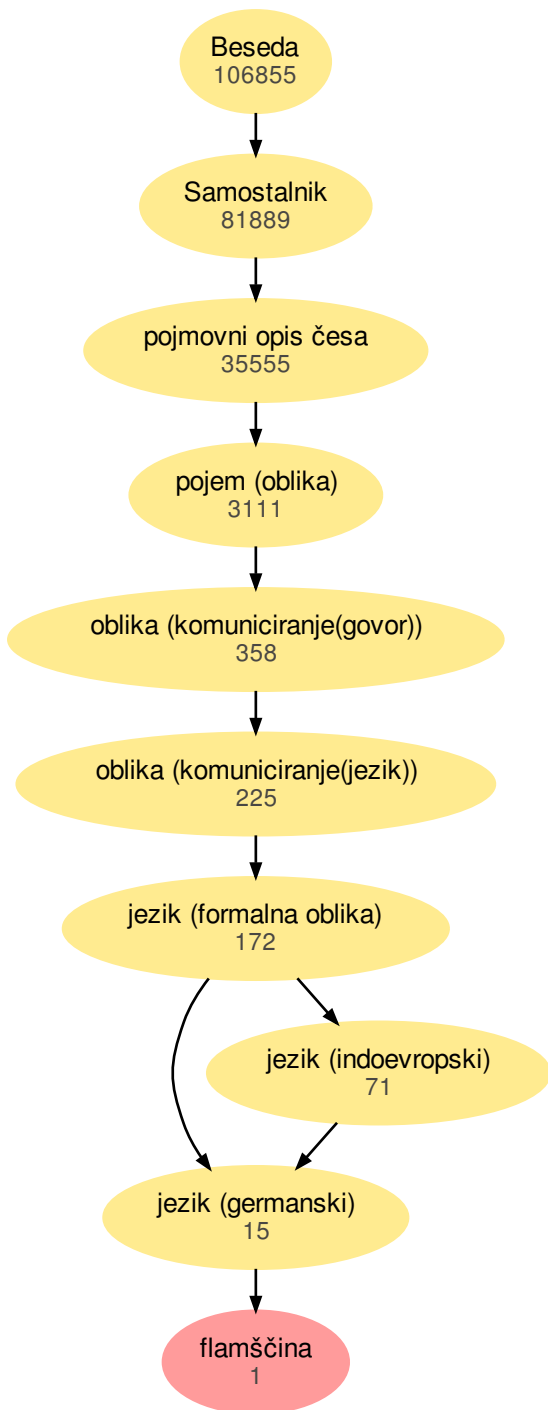 Beseda
106855
Samostalnik
81889
pojmovni opis česa
35555
pojem (oblika)
3111
oblika (komuniciranje(govor))
358
oblika (komuniciranje(jezik))
225
jezik (formalna oblika)
172
jezik (indoevropski)
71
jezik (germanski)
15
flamščina
1